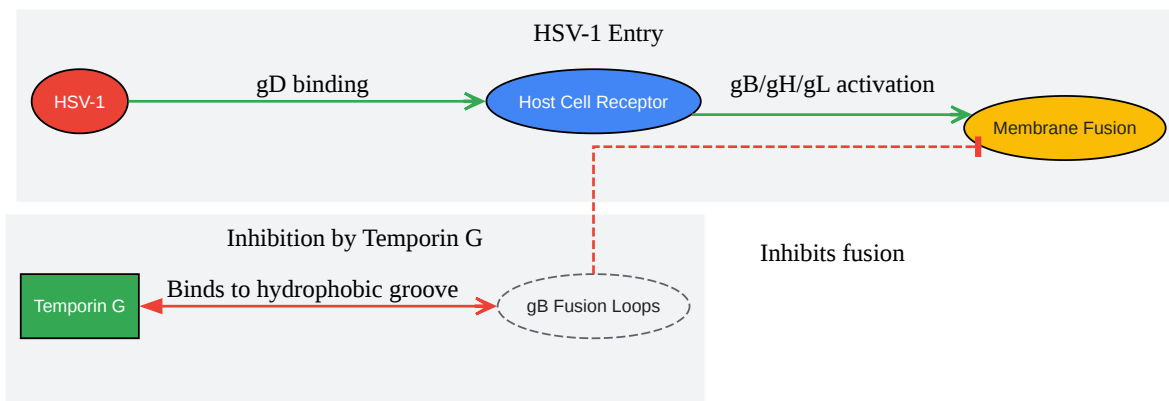 HSV-1 Entry
gD binding
gB/gH/gL activation
HSV-1
Host Cell Receptor
Membrane Fusion
Inhibition by Temporin G
Inhibits fusion
Binds to hydrophobic groove
Temporin G
gB Fusion Loops